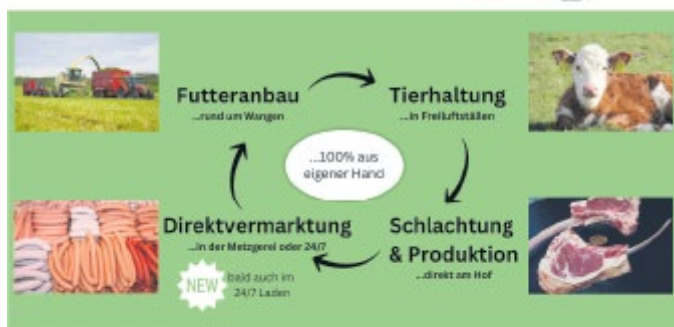 Futteranbau
...rund um Wangen
Tierhaltung
...in Freiluftställen
...100% aus
eigener Hand
Direktvermarktung
...in der Metzgerei oder 24/7
Schlachtung
& Produktion
...direkt am Hof
NEW
bald auch im
24/7 Laden